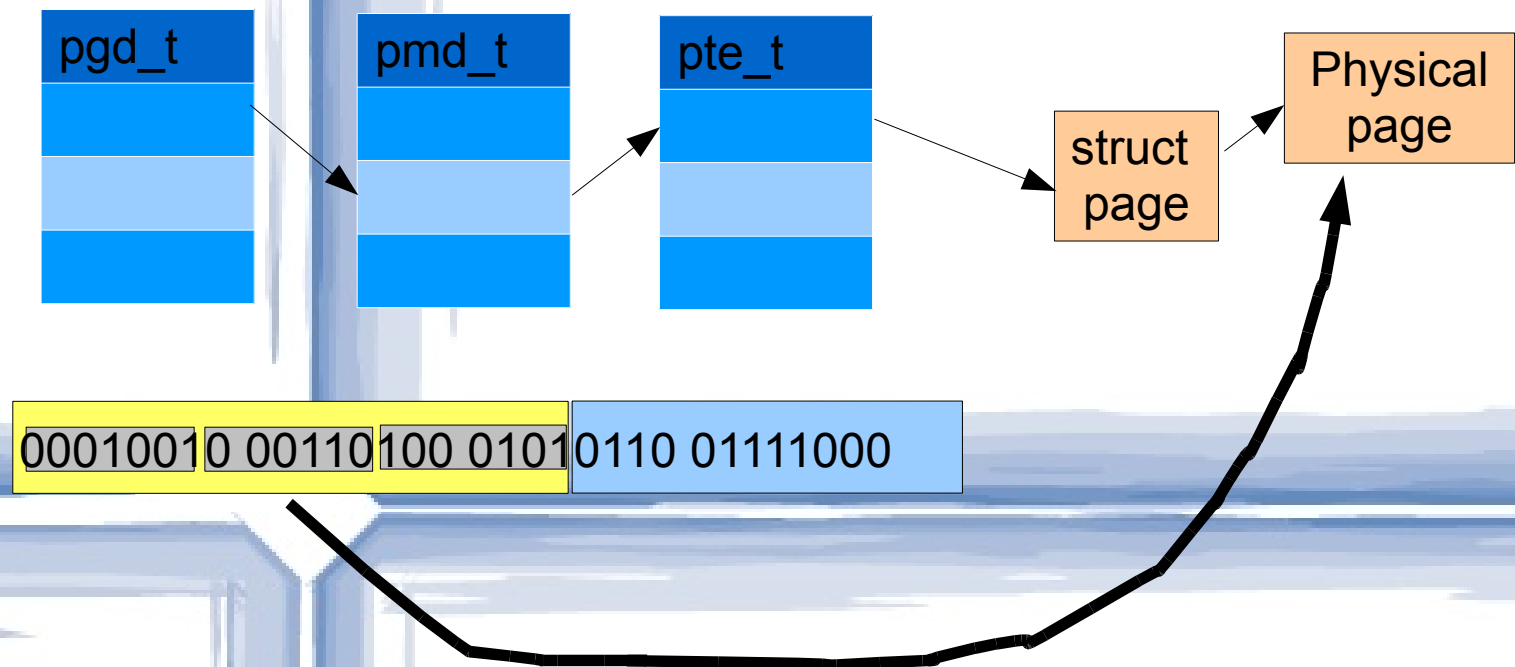 pgd_t
pmd_t
pte_t
Physical
page
struct
page
00010010 00110100 01010110 01111000